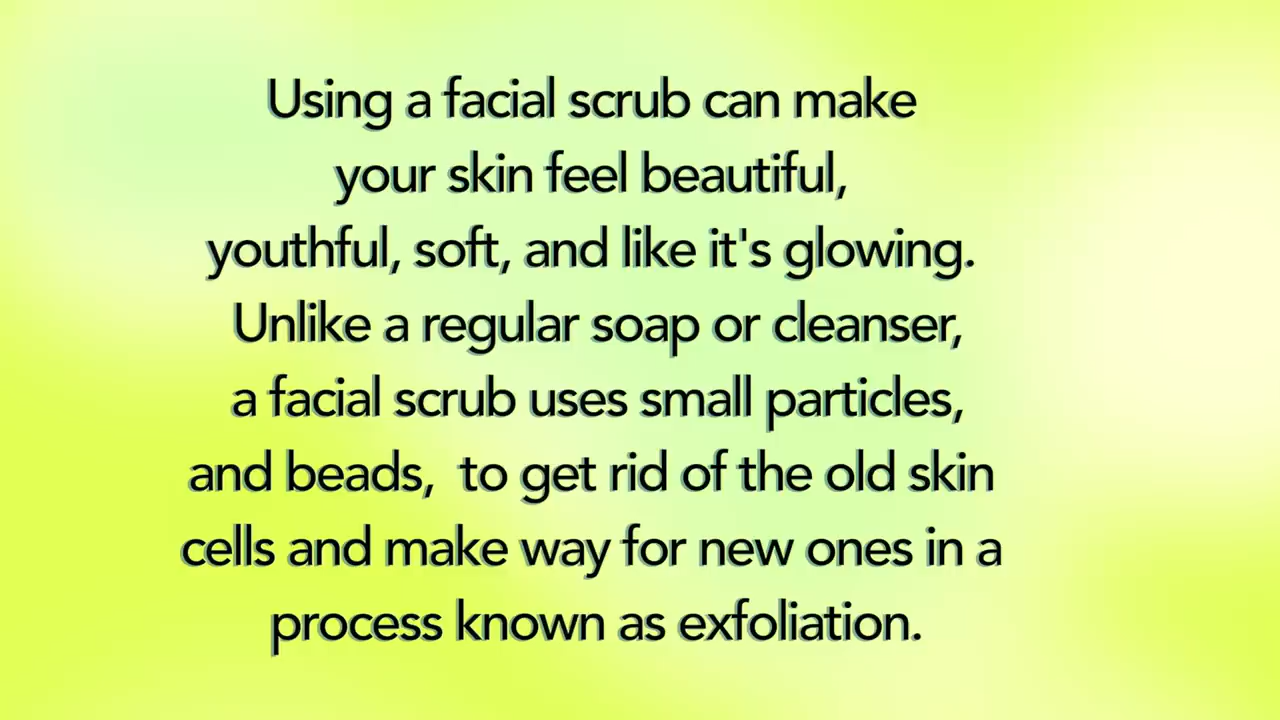 Using a facial scrub can make
your skin feel beautiful,
youthful, soft, and like it's glowing.
Unlike a regular soap or cleanser,
a facial scrub uses small particles,
and beads,  to get rid of the old skin
cells and make way for new ones in a
process known as exfoliation.